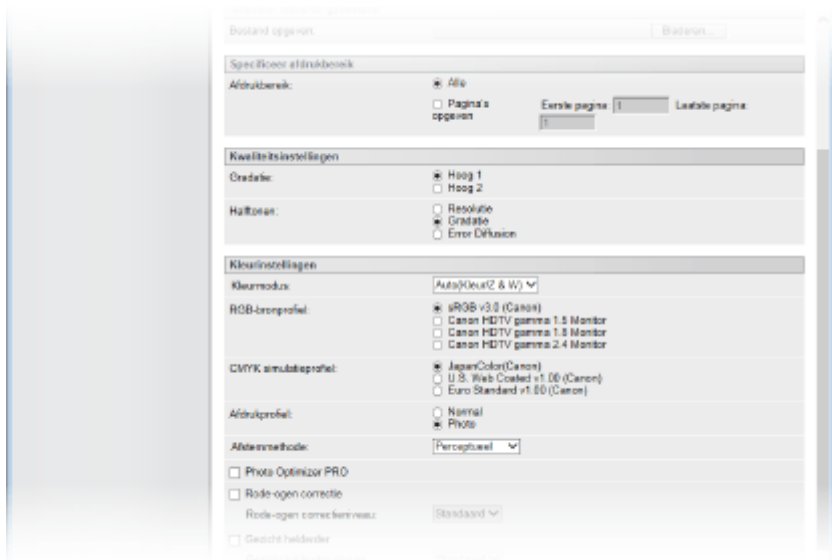 Bestand opgeven:
Bladeren...
Specificeer afdrukbereik
Afdrukbereik:
Alle
Pagina's opgeven
Eerste pagina: 1
Laatste pagina: 1
Kwaliteitsinstellingen
Gradatie:
Hoog 1
Hoog 2
Halftonen:
Resolutie
Gradatie
Error Diffusion
Kleurinstellingen
Kleurmodus:
Auto(Kleur/Z & W)
RGB-bronprofiel:
sRGB v3.0 (Canon)
Canon HDTV gamma 1.5 Monitor
Canon HDTV gamma 1.8 Monitor
Canon HDTV gamma 2.4 Monitor
CMYK simulatieprofiel:
JapanColor(Canon)
U.S. Web Coated v1.00 (Canon)
Euro Standard v1.00 (Canon)
Afdrukprofiel:
Normal
Photo
Afstemmethode:
Perceptueel
Photo Optimizer PRO
Rode-ogen correctie
Rode-ogen correctieniveau:
Standaard
Gezicht helderder